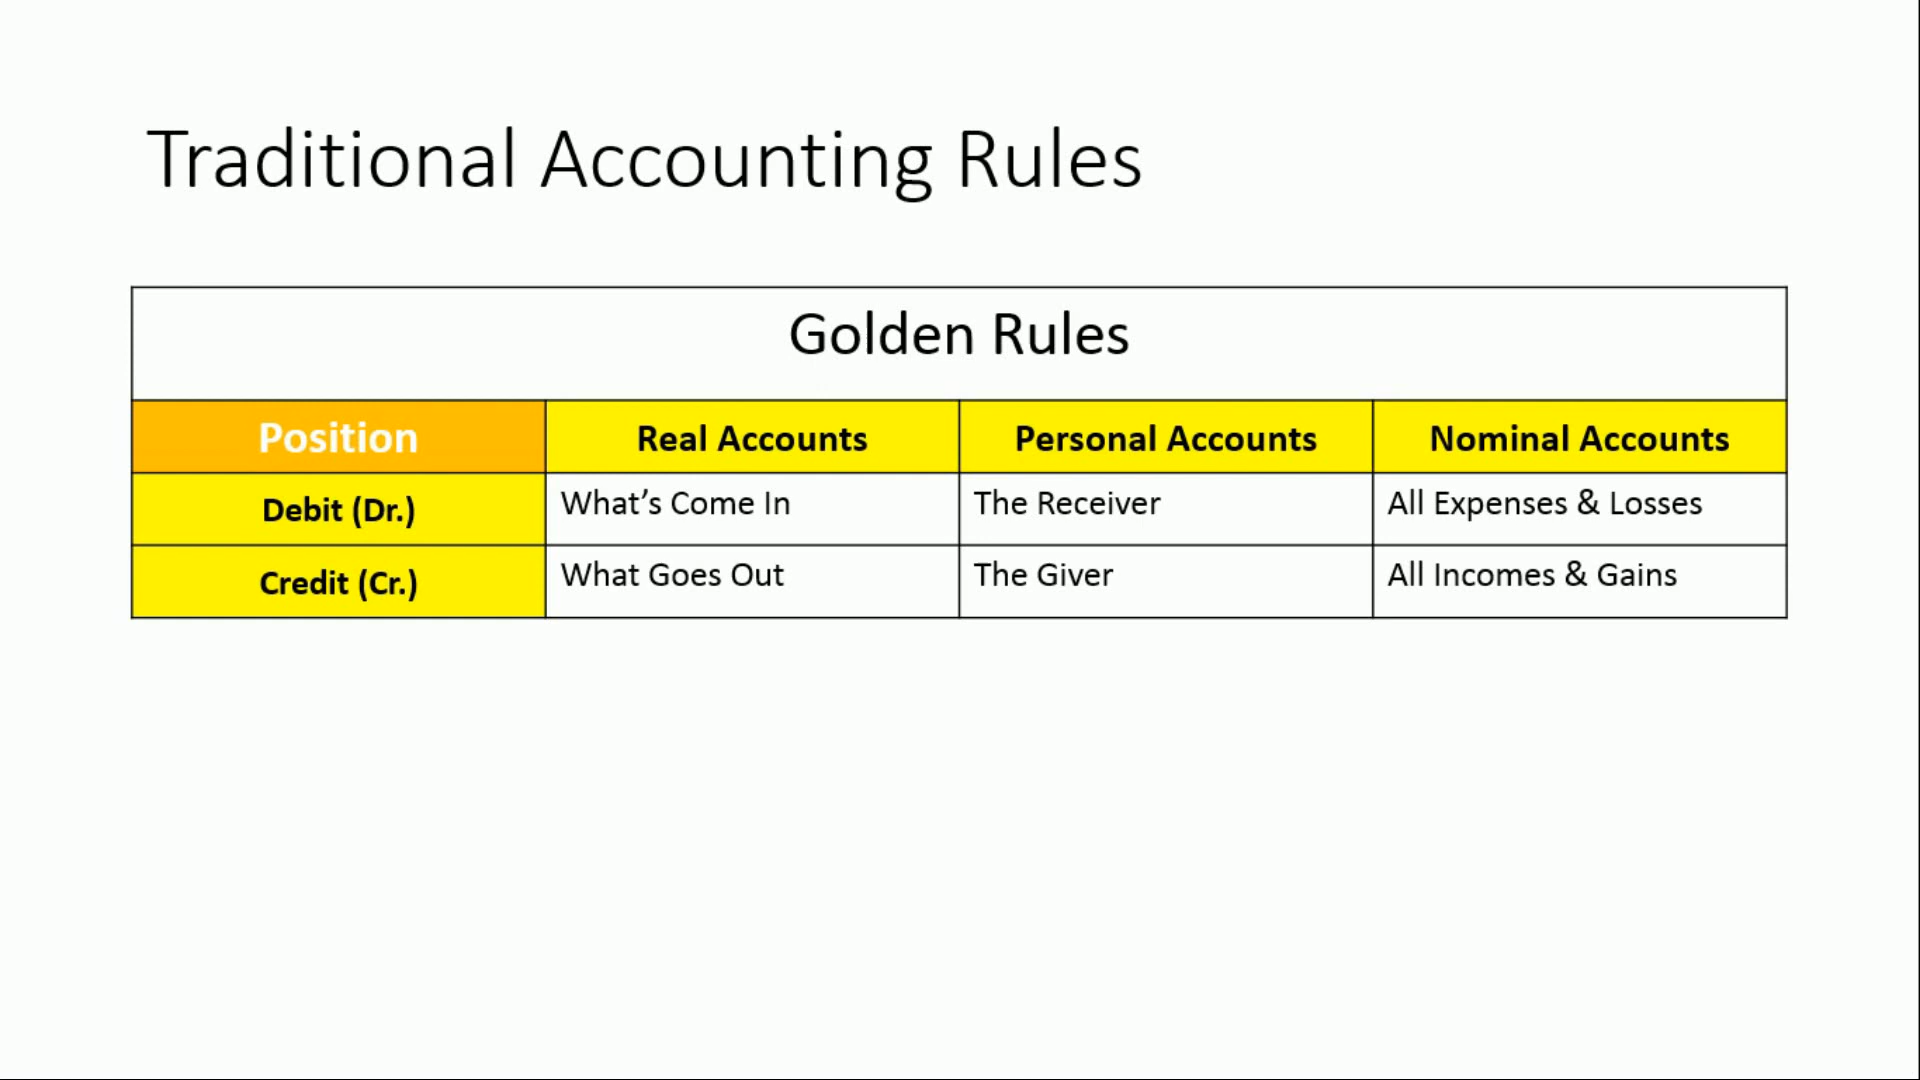 Traditional Accounting Rules
Golden Rules
Position Real Accounts Personal Accounts Nominal Accounts
Debit (Dr.) What’s Come In The Receiver All Expenses & Losses
Credit (Cr.) What Goes Out The Giver All Incomes & Gains